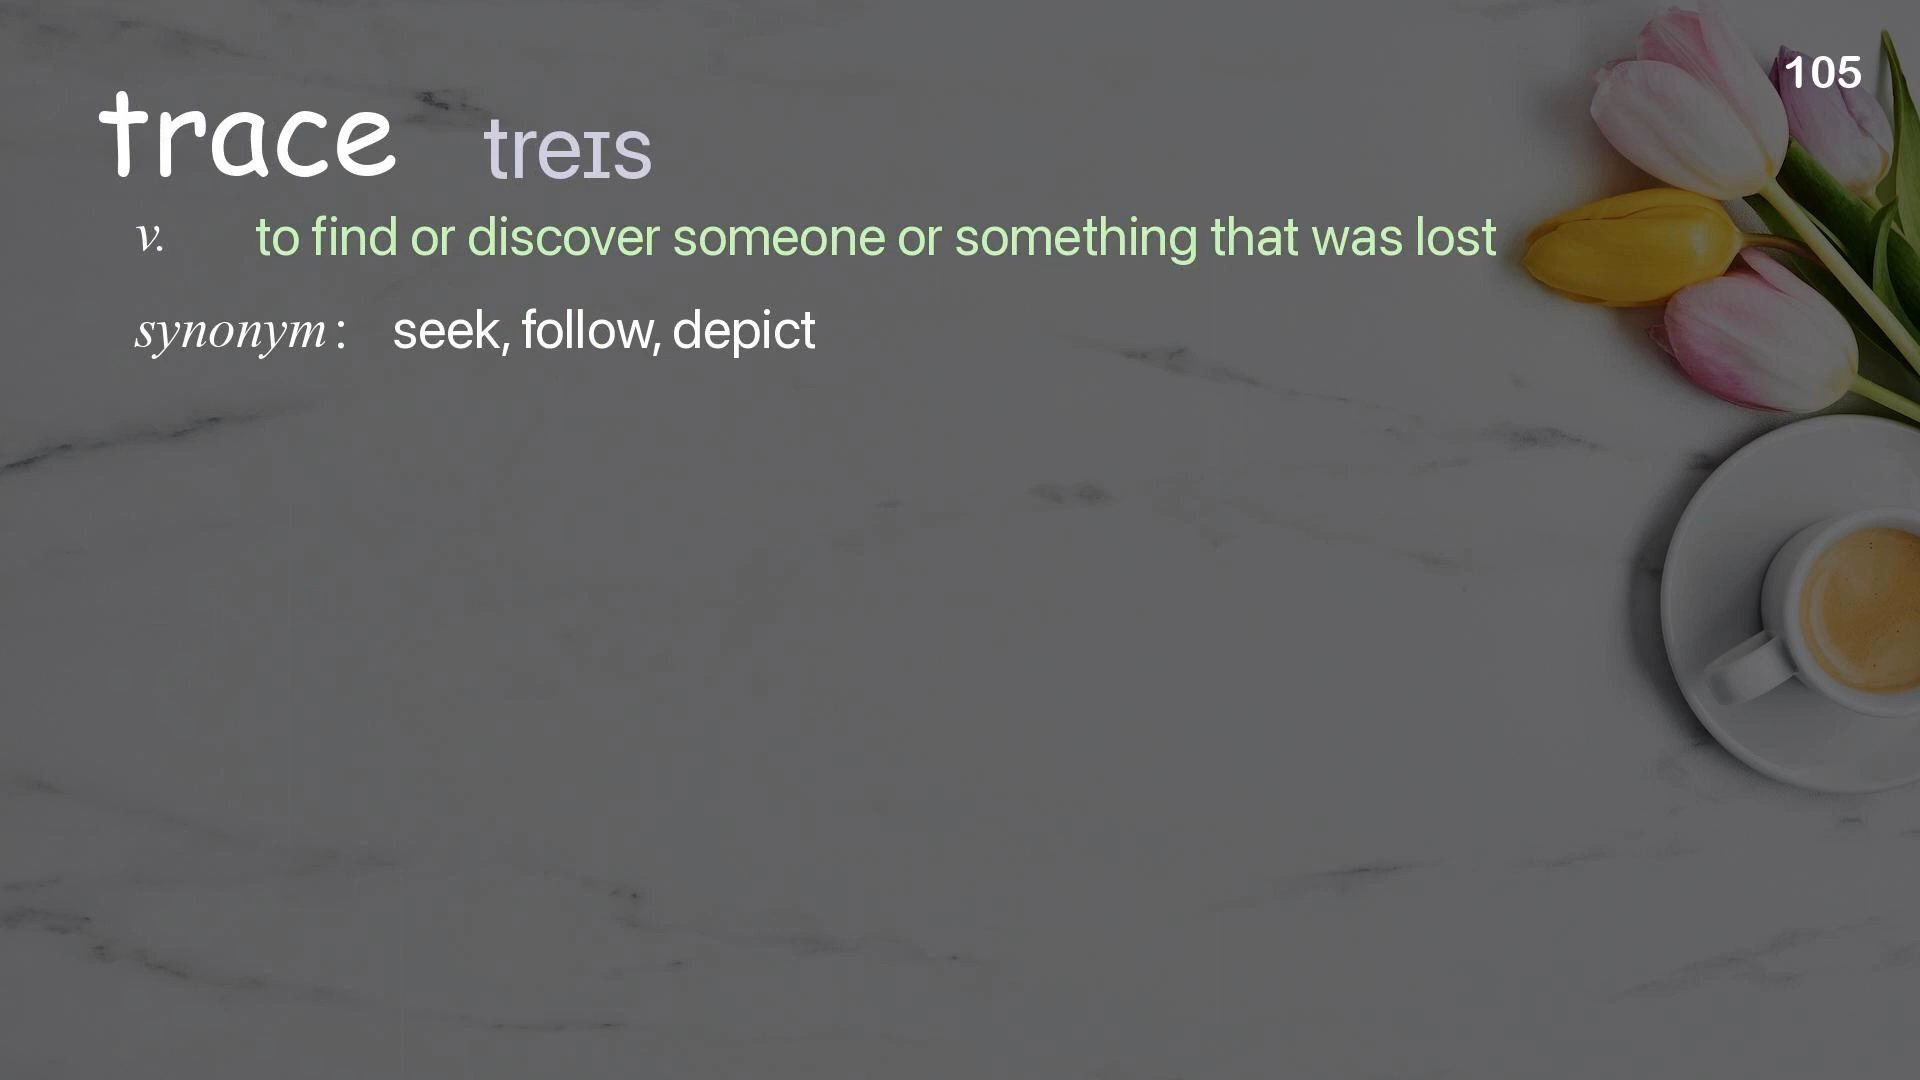 105
trace treɪs
v. to find or discover someone or something that was lost
synonym: seek, follow, depict